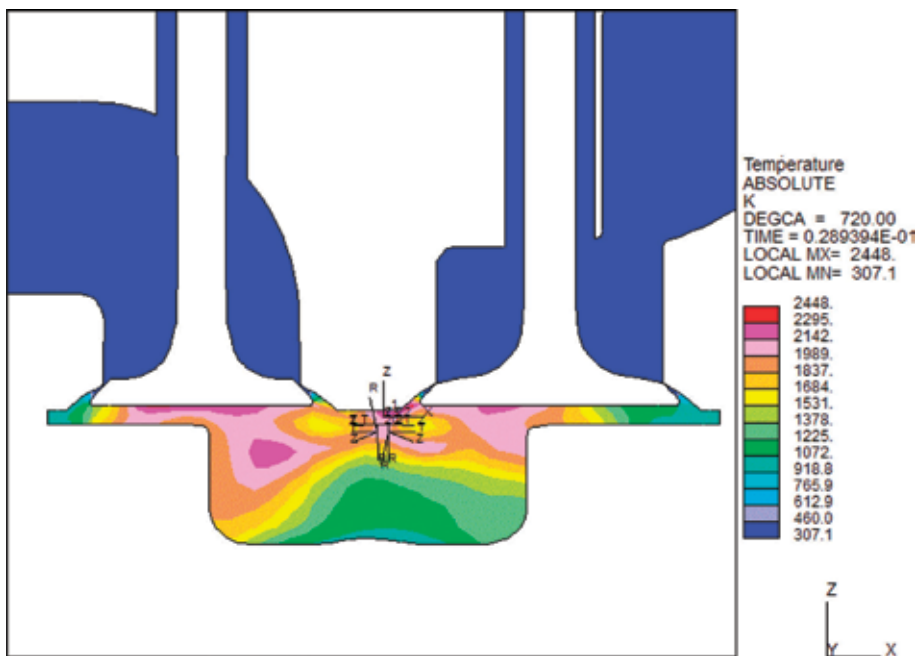 Temperature
ABSOLUTE
K
DEGCA = 720.00
TIME = 0.289394E-01
LOCAL MX= 2448.
LOCAL MN= 307.1
2448.
2295.
2142.
1989.
1837.
1684.
1531.
1378.
1225.
1072.
918.8
765.9
612.9
460.0
307.1
Z
R
Z
Y X